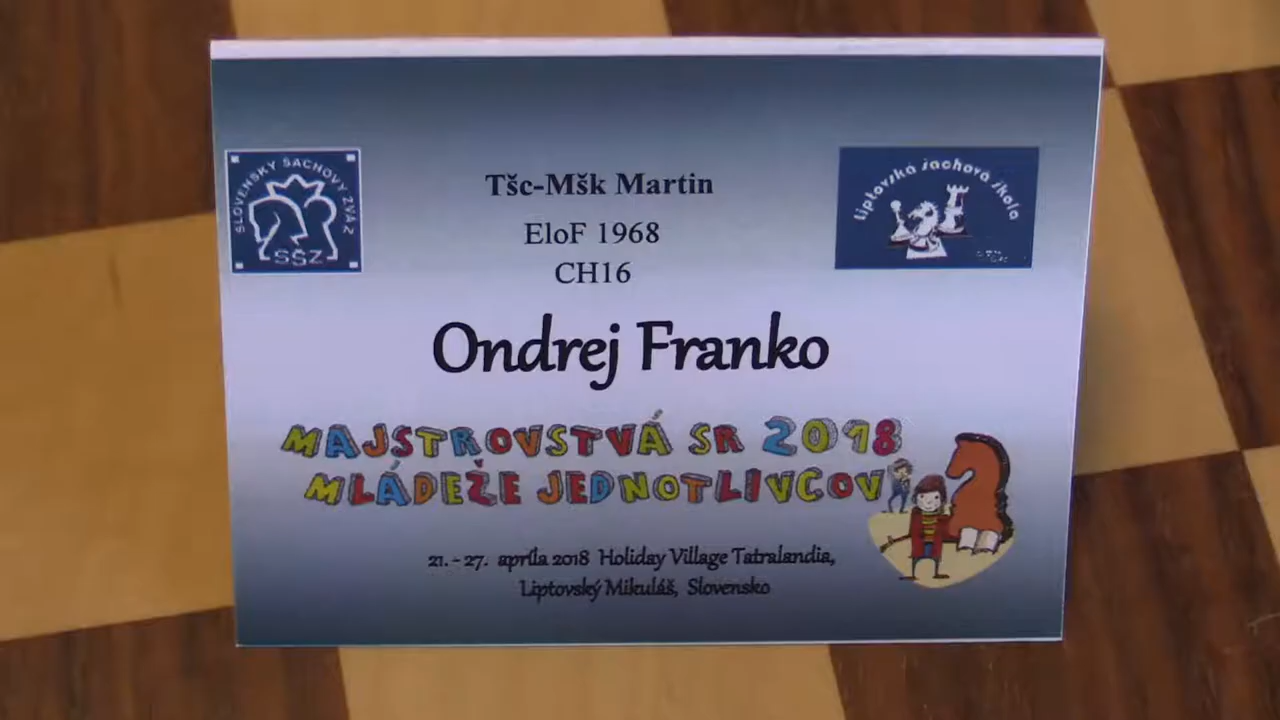 SLOVENSKÝ ŠACHOVÝ ZVÄZ
SŠZ
Tšc-Mšk Martin
EloF 1968
CH16
Liptovská šachová škola
Ondrej Franko
MAJSTROVSTVÁ SR 2018
MLÁDEŽE JEDNOTLIVCOV
21. - 27. apríla 2018 Holiday Village Tatralandia,
Liptovský Mikuláš, Slovensko